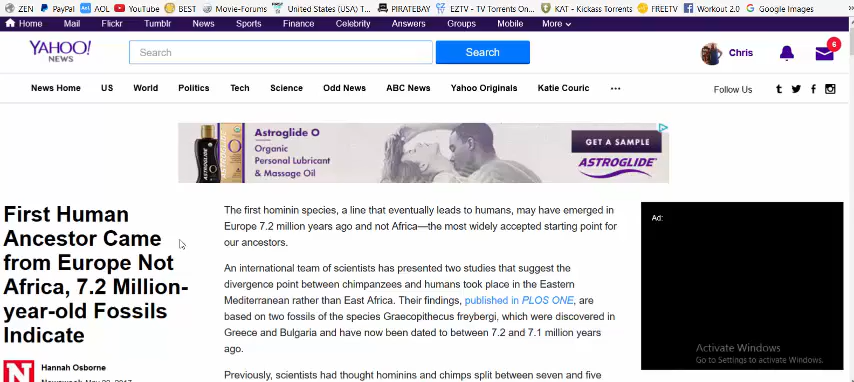 ZEN PayPal AOL YouTube BEST Movie-Forums United States (USA) T... PIRATEBAY EZTV - TV Torrents On... KAT - Kickass Torrents FREETV Workout 2.0 Google Images »
Home Mail Flickr Tumblr News Sports Finance Celebrity Answers Groups Mobile More
YAHOO!
NEWS
Search
Search
Chris
6
News Home US World Politics Tech Science Odd News ABC News Yahoo Originals Katie Couric ...
Follow Us
Astroglide O
Organic
Personal Lubricant
& Massage Oil
GET A SAMPLE
ASTROGLIDE
First Human
Ancestor Came
from Europe Not
Africa, 7.2 Million-
year-old Fossils
Indicate
N
Hannah Osborne
The first hominin species, a line that eventually leads to humans, may have emerged in
Europe 7.2 million years ago and not Africa—the most widely accepted starting point for
our ancestors.
An international team of scientists has presented two studies that suggest the
divergence point between chimpanzees and humans took place in the Eastern
Mediterranean rather than East Africa. Their findings, published in PLOS ONE, are
based on two fossils of the species Graecopithecus freybergi, which were discovered in
Greece and Bulgaria and have now been dated to between 7.2 and 7.1 million years
ago.
Previously, scientists had thought hominins and chimps split between seven and five
Ad:
Activate Windows
Go to Settings to activate Windows.